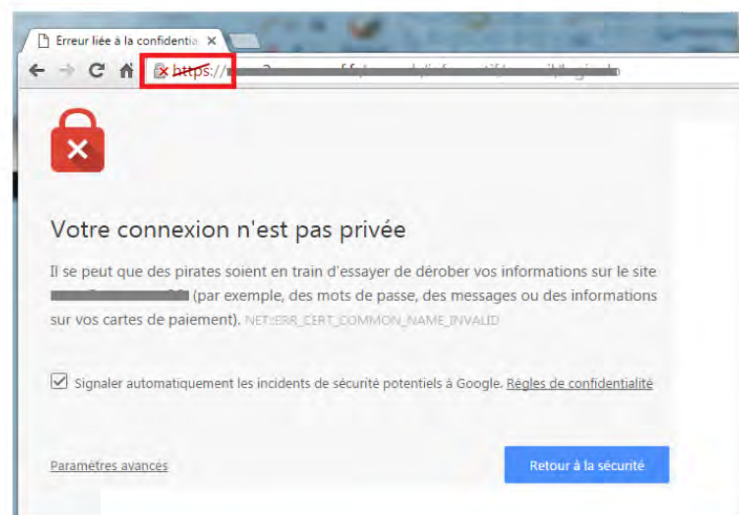 Erreur liée à la confidentia
https://
Votre connexion n'est pas privée
Il se peut que des pirates soient en train d'essayer de dérober vos informations sur le site
(par exemple, des mots de passe, des messages ou des informations
sur vos cartes de paiement). NET::ERR_CERT_COMMON_NAME_INVALID
Signaler automatiquement les incidents de sécurité potentiels à Google. Règles de confidentialité
Paramètres avancés
Retour à la sécurité